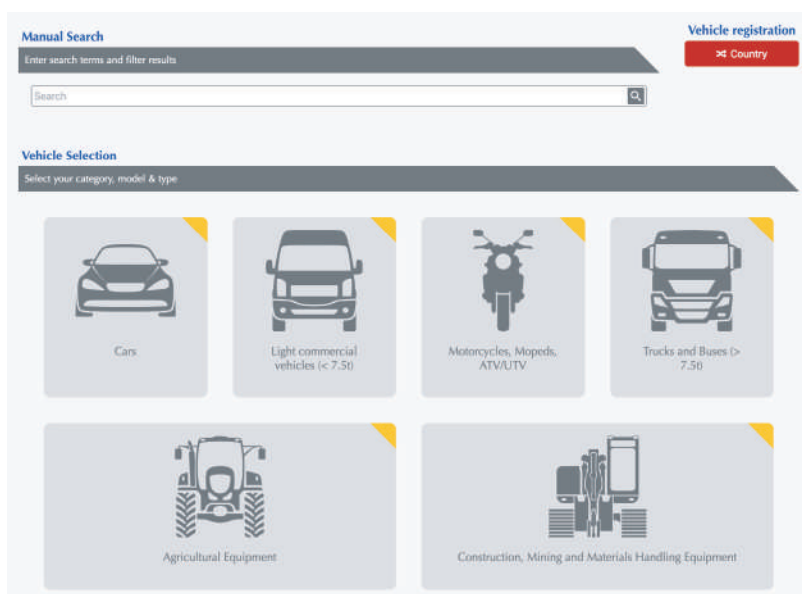 Manual Search
Vehicle registration
Enter search terms and filter results
Country
Search
Vehicle Selection
Select your category, model & type
Cars
Light commercial
vehicles (< 7.5t)
Motorcycles, Mopeds,
ATV/UTV
Trucks and Buses (>
7.5t)
Agricultural Equipment
Construction, Mining and Materials Handling Equipment